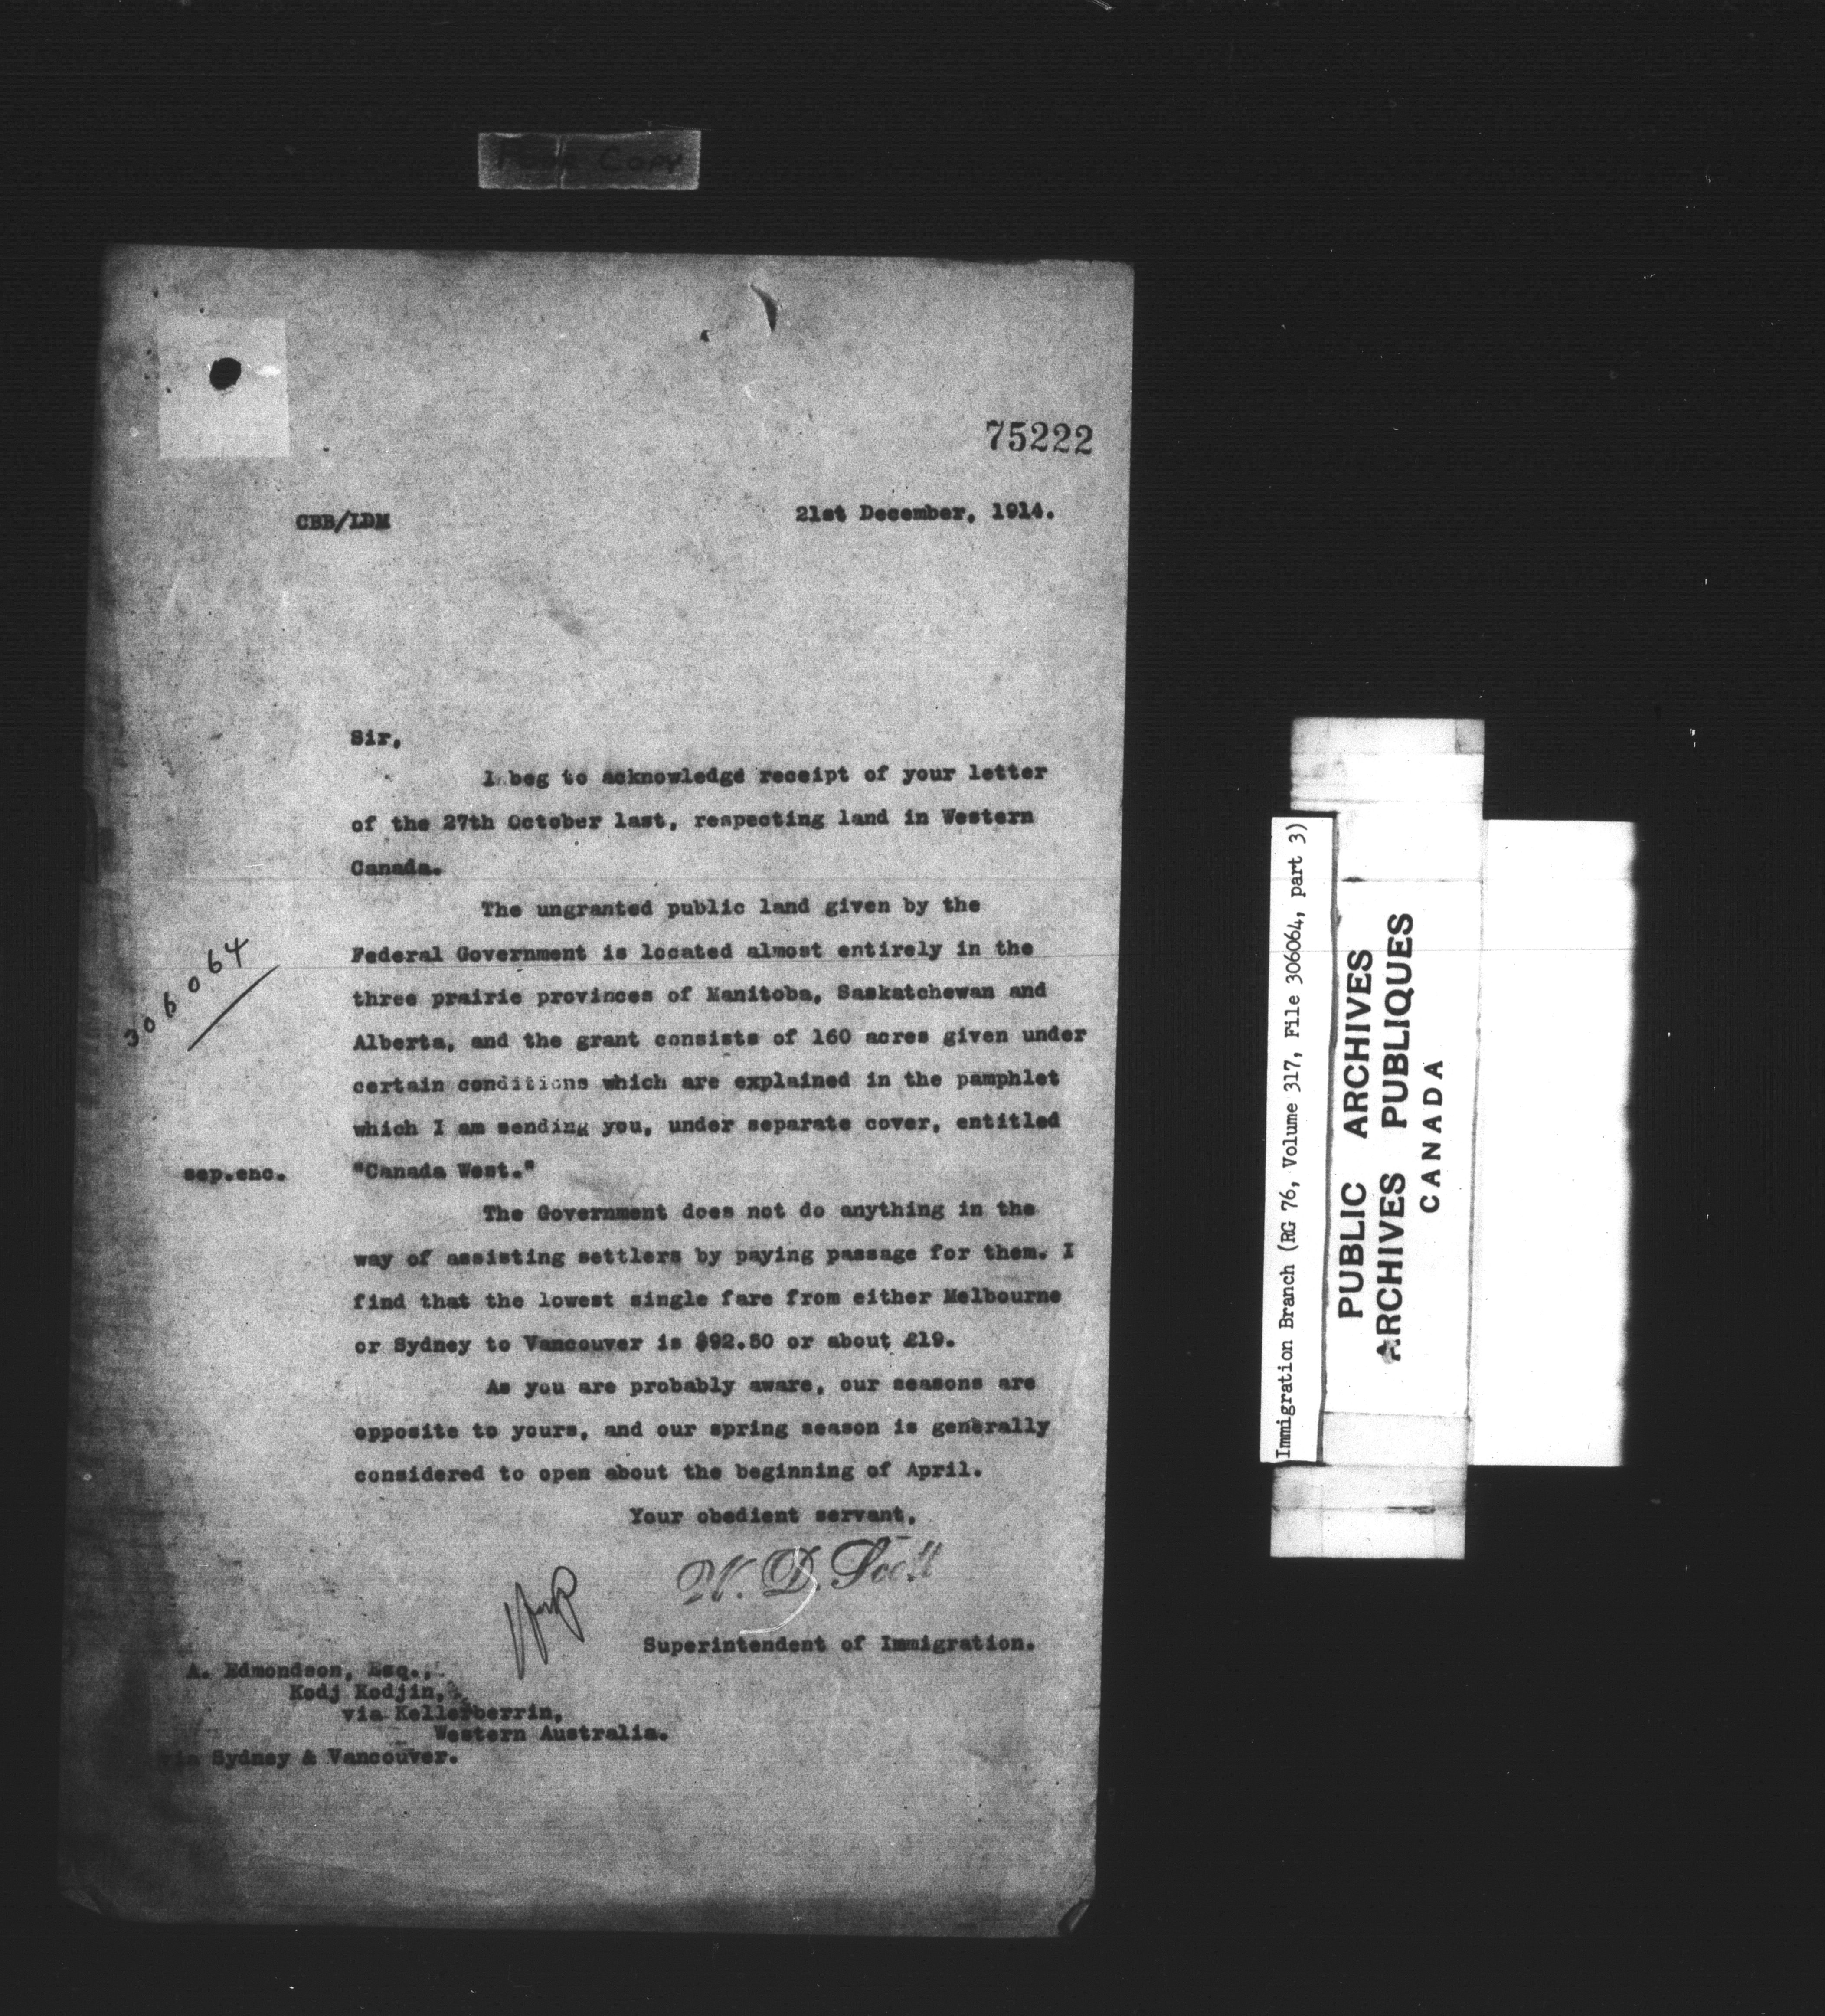 Poor Copy
75222
CBB/LDM
21st December, 1914.
Sir,
I beg to acknowledge receipt of your letter
of the 27th October last, respecting land in Western
Canada.
The ungranted public land given by the
Federal Government is located almost entirely in the
three prairie provinces of Manitoba, Saskatchewan and
Alberta, and the grant consists of 160 acres given under
certain conditions which are explained in the pamphlet
which I am sending you, under separate cover, entitled
sep.enc. "Canada West."
306064
The Government does not do anything in the
way of assisting settlers by paying passage for them. I
find that the lowest single fare from either Melbourne
or Sydney to Vancouver is $92.50 or about £19.
As you are probably aware, our seasons are
opposite to yours, and our spring season is generally
considered to open about the beginning of April.
Your obedient servant,
W. D. Scott
Superintendent of Immigration.
A. Edmondson, Esq.,
Kodj Kodjin,
via Kellerberrin,
Western Australia.
via Sydney & Vancouver.
Immigration Branch (RG 76, Volume 317, File 306064, part 3)
PUBLIC ARCHIVES
ARCHIVES PUBLIQUES
CANADA